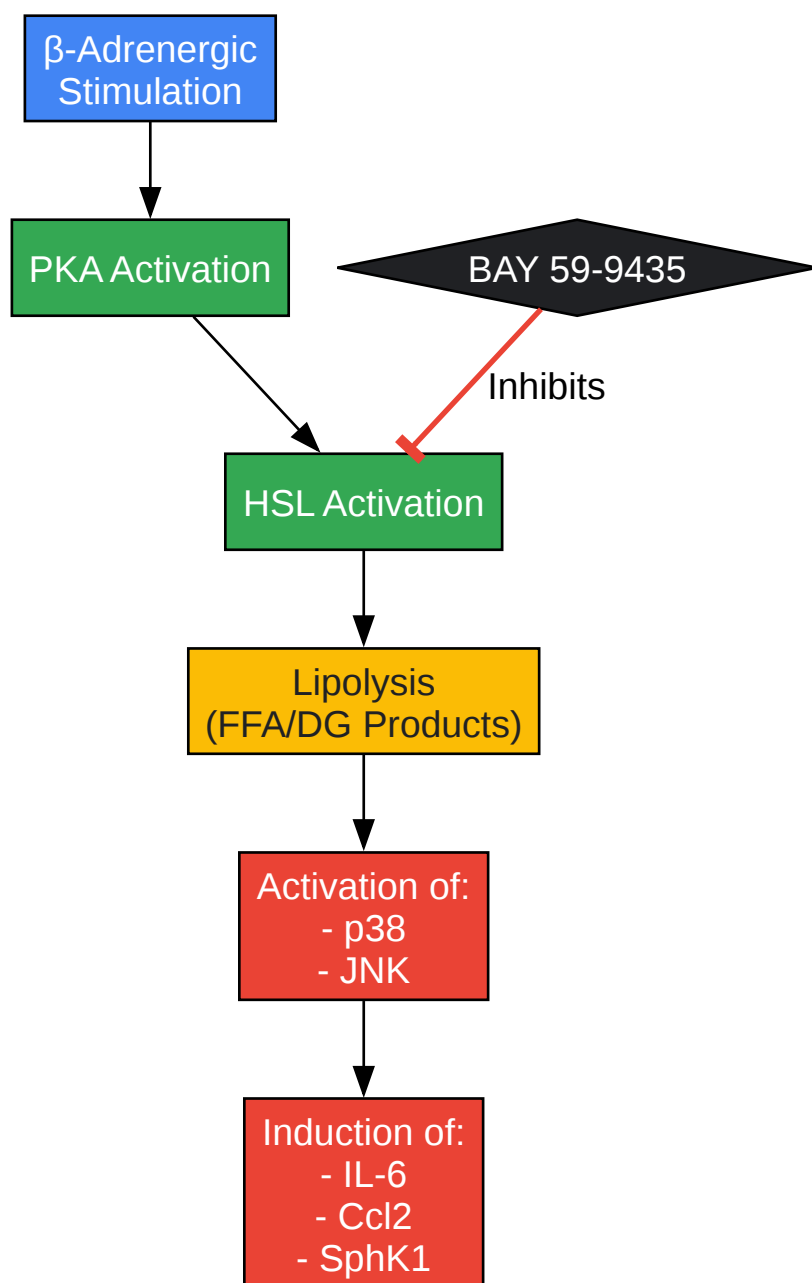 β-Adrenergic
Stimulation
PKA Activation
BAY 59-9435
Inhibits
HSL Activation
Lipolysis
(FFA/DG Products)
Activation of:
- p38
- JNK
Induction of:
- IL-6
- Ccl2
- SphK1